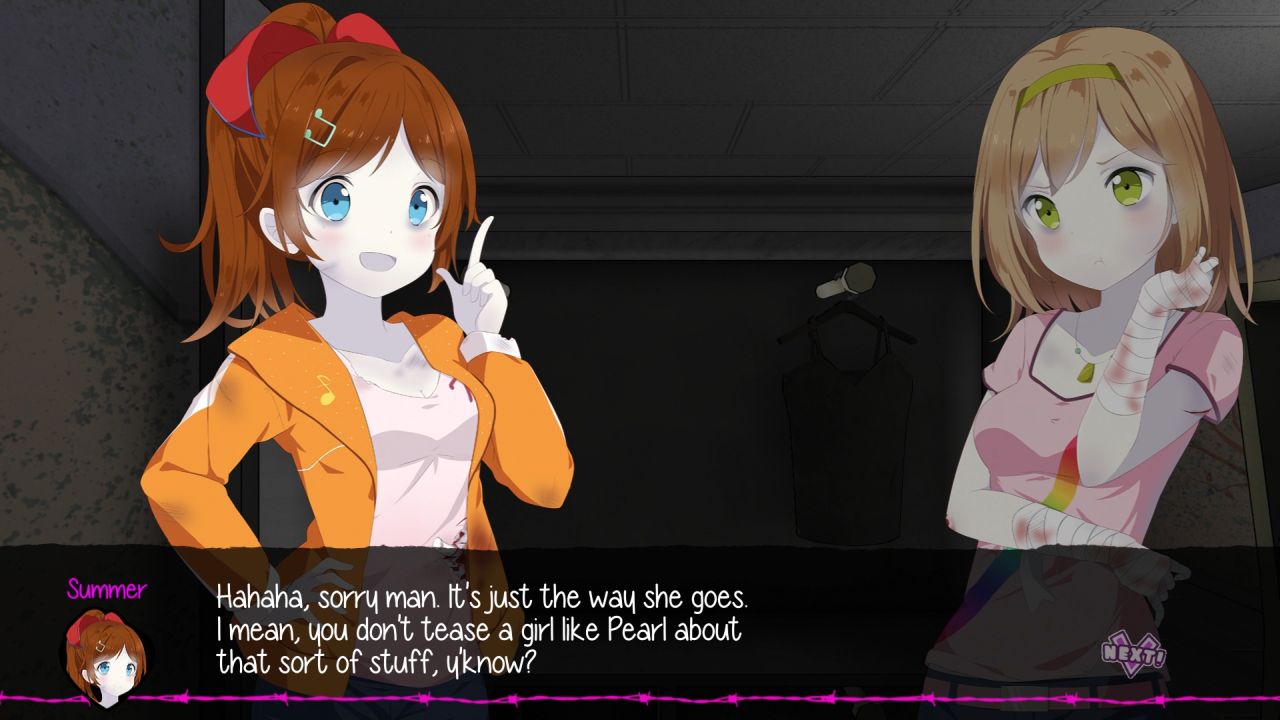 Summer
Hahaha, sorry man. It's just the way she goes.
I mean, you don't tease a girl like Pearl about
that sort of stuff, y'know?
NEXT!